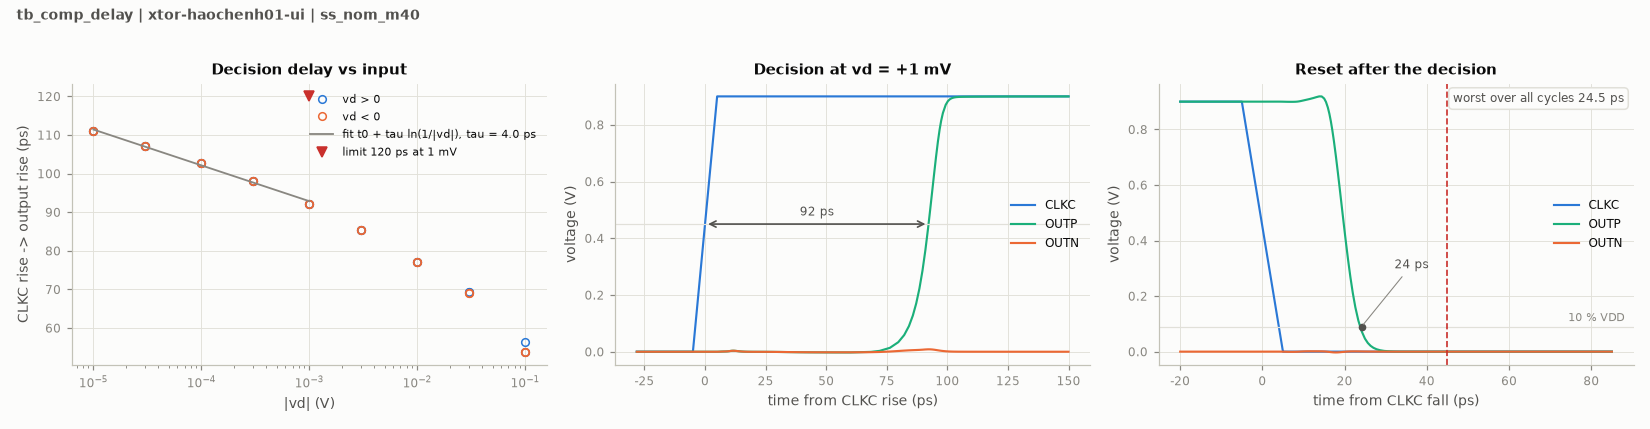 tb_comp_delay | xtor-haochenh01-ui | ss_nom_m40
Decision delay vs input
CLKC rise -> output rise (ps)
120
110
100
90
80
70
60
vd > 0
vd < 0
fit t0 + tau ln(1/|vd|), tau = 4.0 ps
limit 120 ps at 1 mV
10⁻⁵
10⁻⁴
10⁻³
10⁻²
10⁻¹
|vd| (V)
Decision at vd = +1 mV
voltage (V)
0.8
0.6
0.4
0.2
0.0
92 ps
CLKC
OUTP
OUTN
-25
0
25
50
75
100
125
150
time from CLKC rise (ps)
Reset after the decision
voltage (V)
0.8
0.6
0.4
0.2
0.0
worst over all cycles 24.5 ps
CLKC
OUTP
OUTN
24 ps
10 % VDD
-20
0
20
40
60
80
time from CLKC fall (ps)